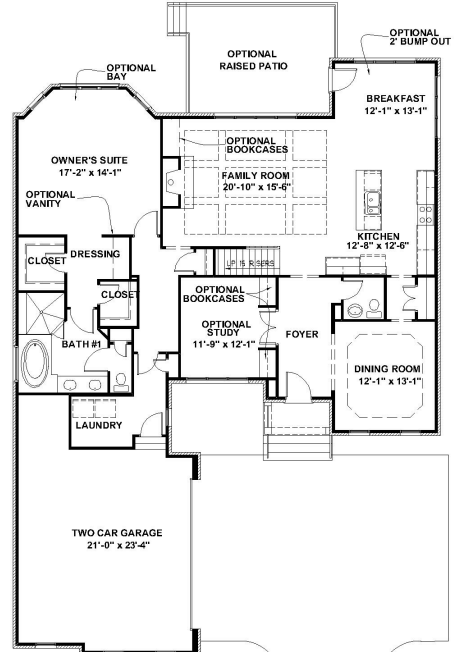 OPTIONAL
2' BUMP OUT
OPTIONAL
RAISED PATIO
OPTIONAL
BAY
BREAKFAST
12'-1" x 13'-1"
OPTIONAL
BOOKCASES
OWNER'S SUITE
17'-2" x 14'-1"
FAMILY ROOM
20'-10" x 15'-6"
OPTIONAL
VANITY
KITCHEN
12'-8" x 12'-6"
CLOSET
DRESSING
UP 15 RISERS
CLOSET
OPTIONAL
BOOKCASES
OPTIONAL
STUDY
11'-9" x 12'-1"
FOYER
BATH #1
DINING ROOM
12'-1" x 13'-1"
LAUNDRY
TWO CAR GARAGE
21'-0" x 23'-4"